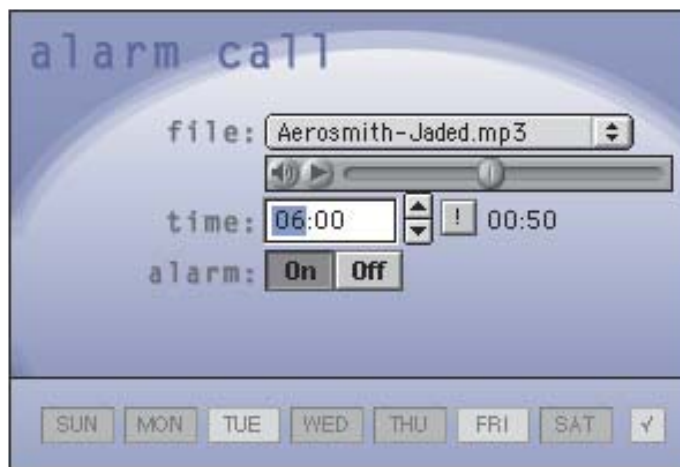 alarm call
file: Aerosmith-Jaded.mp3
time: 06:00 ! 00:50
alarm: On Off
SUN MON TUE WED THU FRI SAT √